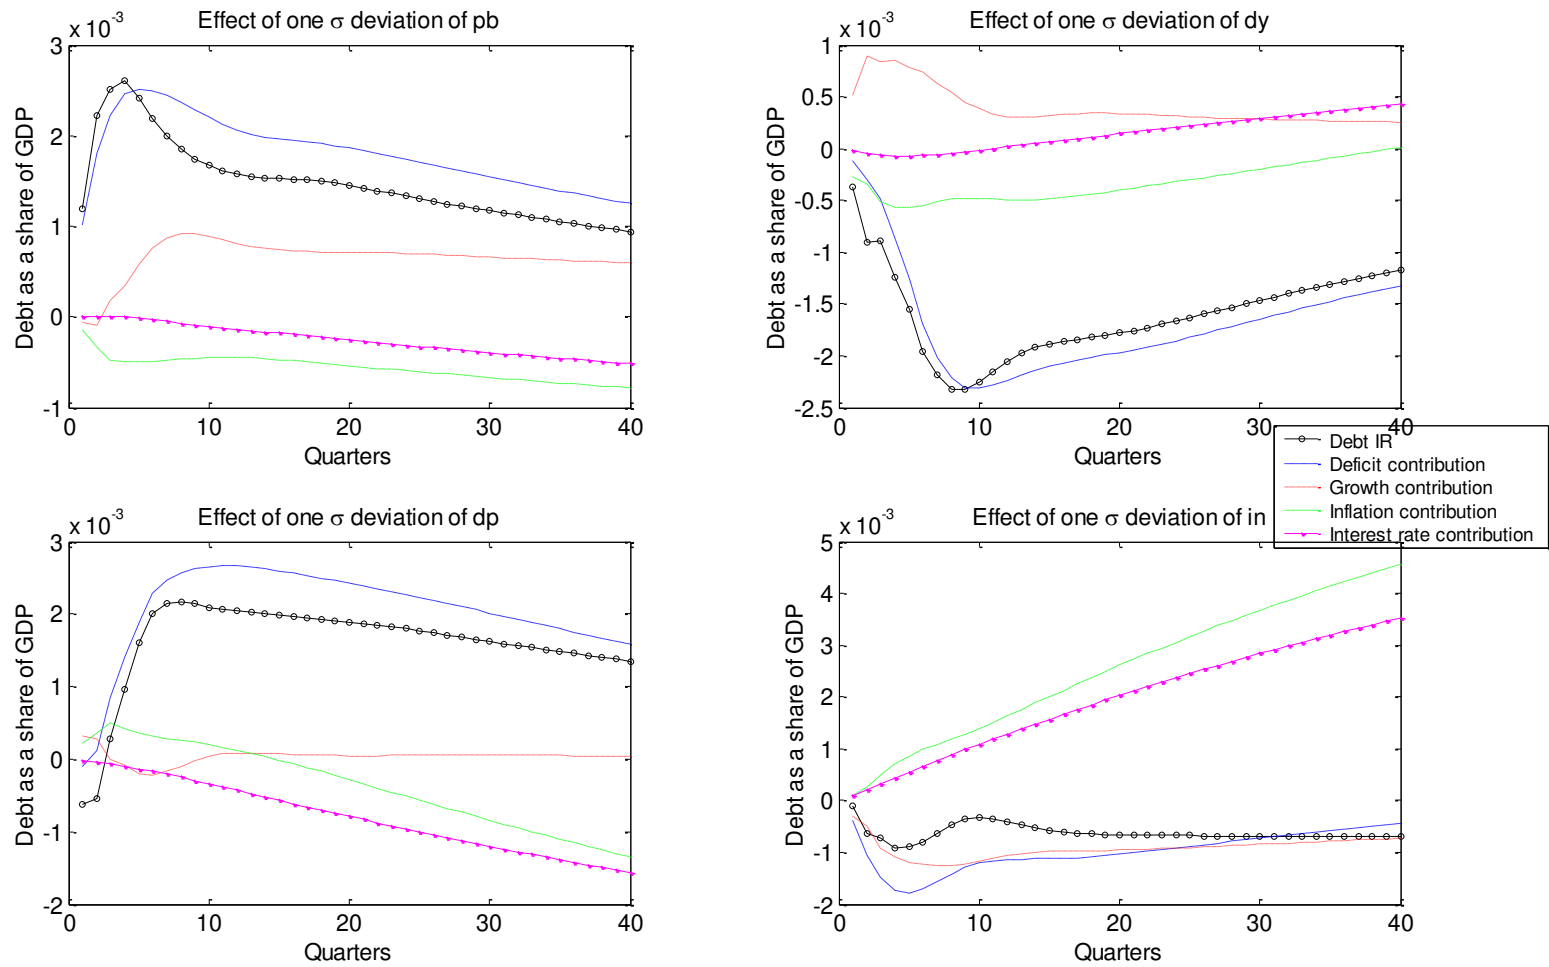 Effect of one σ deviation of pb
x 10-3
3
2
1
0
-1
0
10
20
30
40
Debt as a share of GDP
Quarters
Effect of one σ deviation of dy
x 10-3
1
0.5
0
-0.5
-1
-1.5
-2
-2.5
0
10
20
30
40
Debt as a share of GDP
Quarters
Debt IR
Deficit contribution
Growth contribution
Inflation contribution
Interest rate contribution
Effect of one σ deviation of dp
x 10-3
3
2
1
0
-1
-2
0
10
20
30
40
Debt as a share of GDP
Quarters
Effect of one σ deviation of in
x 10-3
5
4
3
2
1
0
-1
-2
0
10
20
30
40
Debt as a share of GDP
Quarters